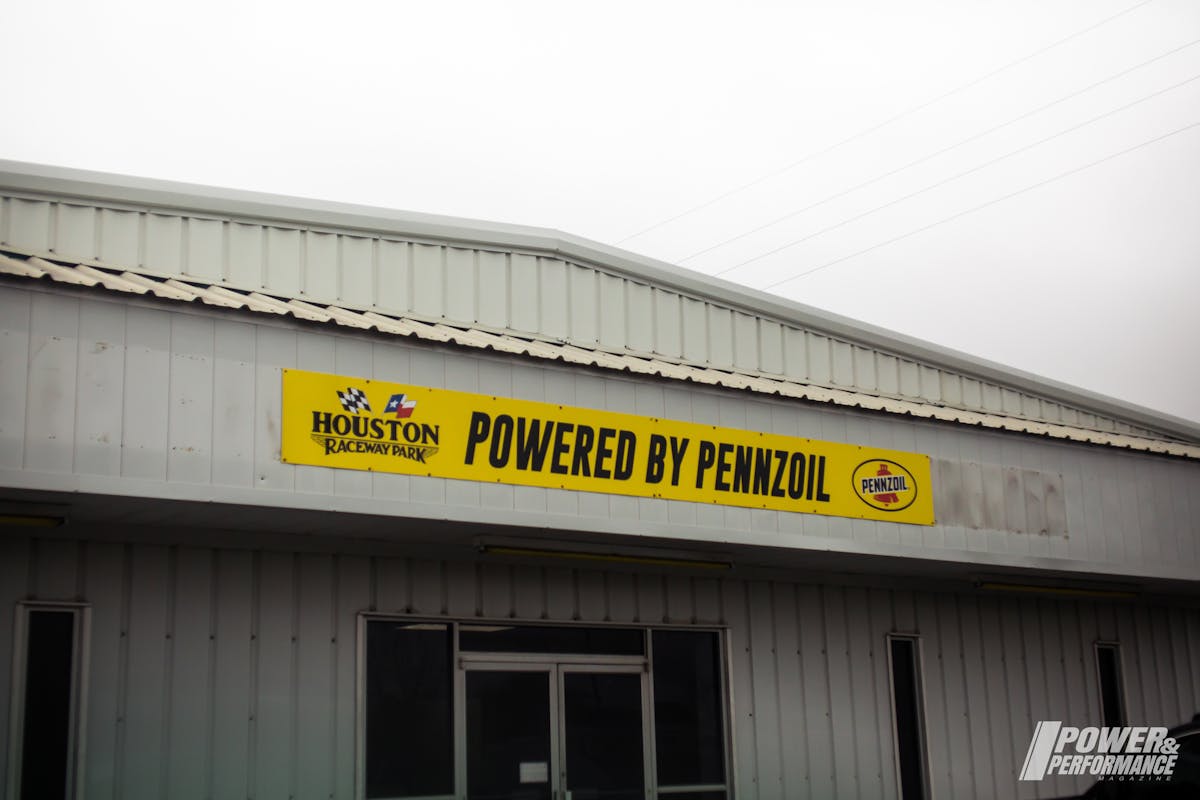 HOUSTON
RACEWAY PARK
POWERED BY PENNZOIL
PENNZOIL
POWER&
PERFORMANCE
MAGAZINE